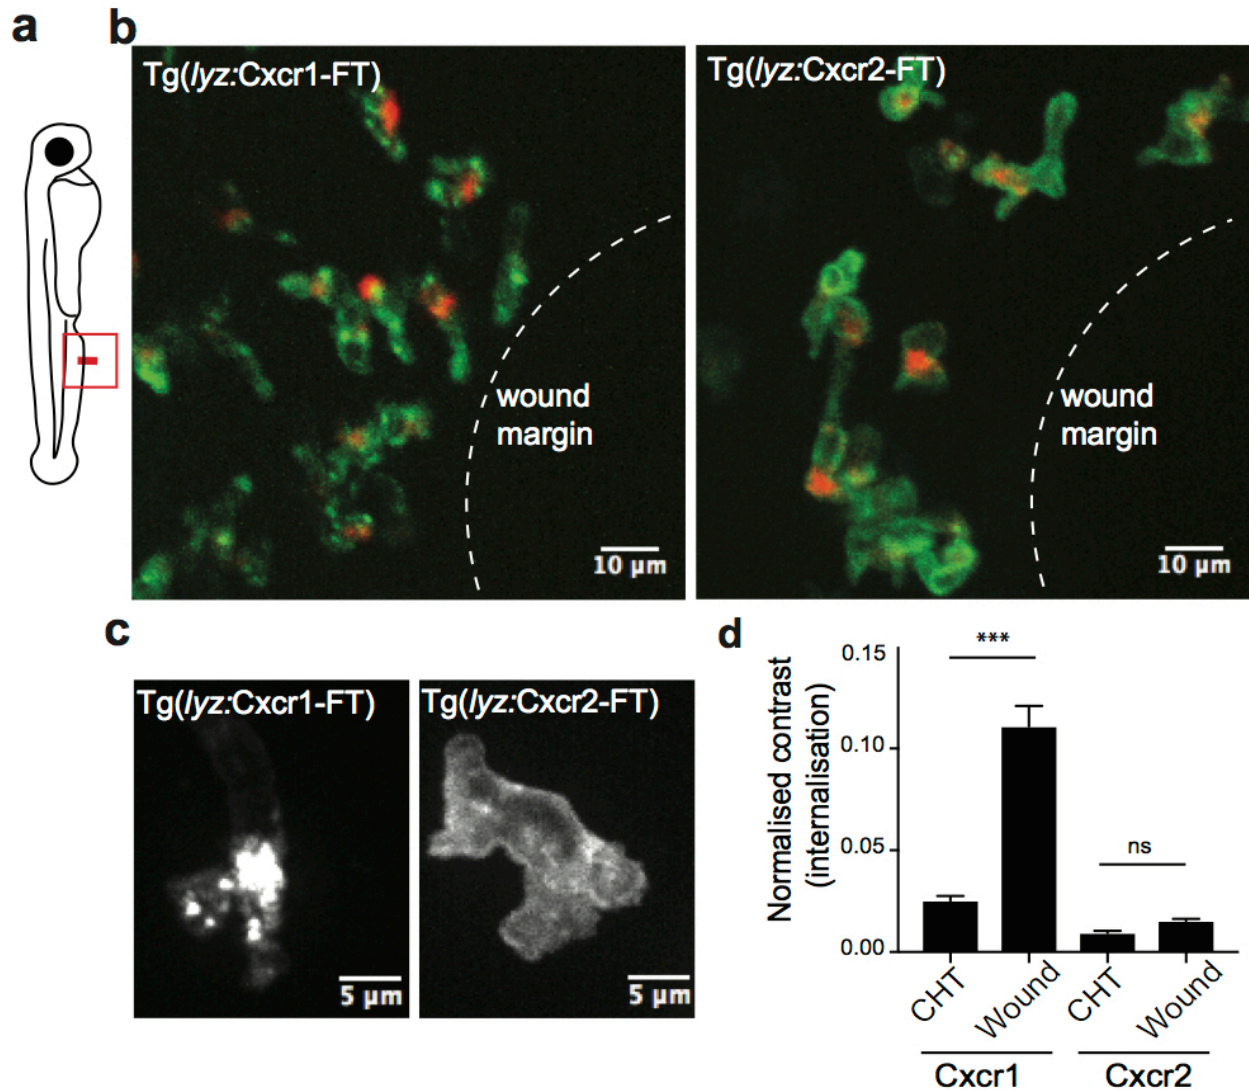 a
b
Tg(lyz:Cxcr1-FT)
Tg(lyz:Cxcr2-FT)
wound
margin
wound
margin
10 µm
10 µm
c
Tg(lyz:Cxcr1-FT)
Tg(lyz:Cxcr2-FT)
5 µm
5 µm
d
Normalised contrast
(internalisation)
0.15
0.10
0.05
0.00
***
ns
CHT
Wound
CHT
Wound
Cxcr1
Cxcr2